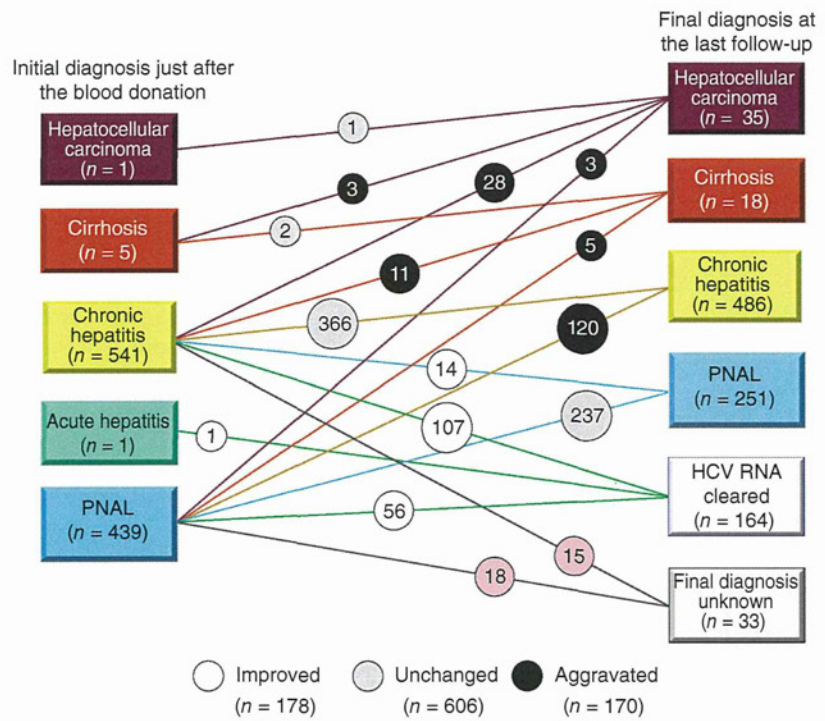 Initial diagnosis just after
the blood donation
Final diagnosis at
the last follow-up
Hepatocellular
carcinoma
(n = 1)
Cirrhosis
(n = 5)
Chronic
hepatitis
(n = 541)
Acute hepatitis
(n = 1)
PNAL
(n = 439)
1
3
28
3
2
11
5
366
120
14
237
1
107
56
15
18
Hepatocellular
carcinoma
(n = 35)
Cirrhosis
(n = 18)
Chronic
hepatitis
(n = 486)
PNAL
(n = 251)
HCV RNA
cleared
(n = 164)
Final diagnosis
unknown
(n = 33)
Improved
(n = 178)
Unchanged
(n = 606)
Aggravated
(n = 170)